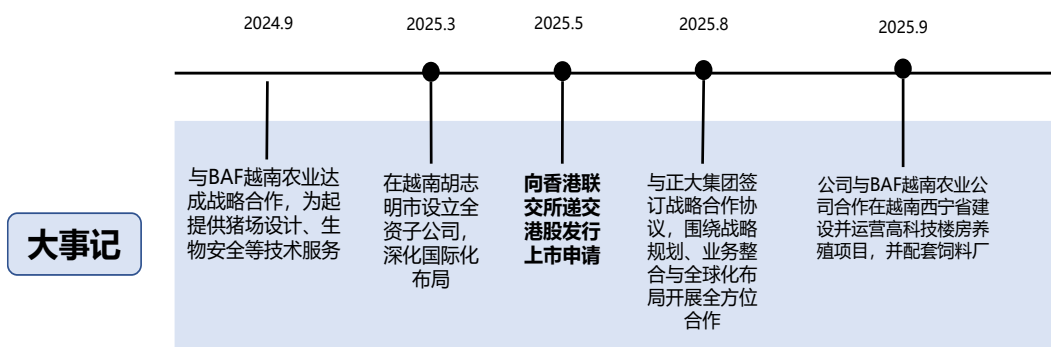 2024.9
2025.3
2025.5
2025.8
2025.9
大事记
与BAF越南农业达
成战略合作，为起
提供猪场设计、生
物安全等技术服务
在越南胡志
明市设立全
资子公司，
深化国际化
布局
向香港联
交所递交
港股发行
上市申请
与正大集团签
订战略合作协
议，围绕战略
规划、业务整
合与全球化布
局开展全方位
合作
公司与BAF越南农业公
司合作在越南西宁省建
设并运营高科技楼房养
殖项目，并配套饲料厂